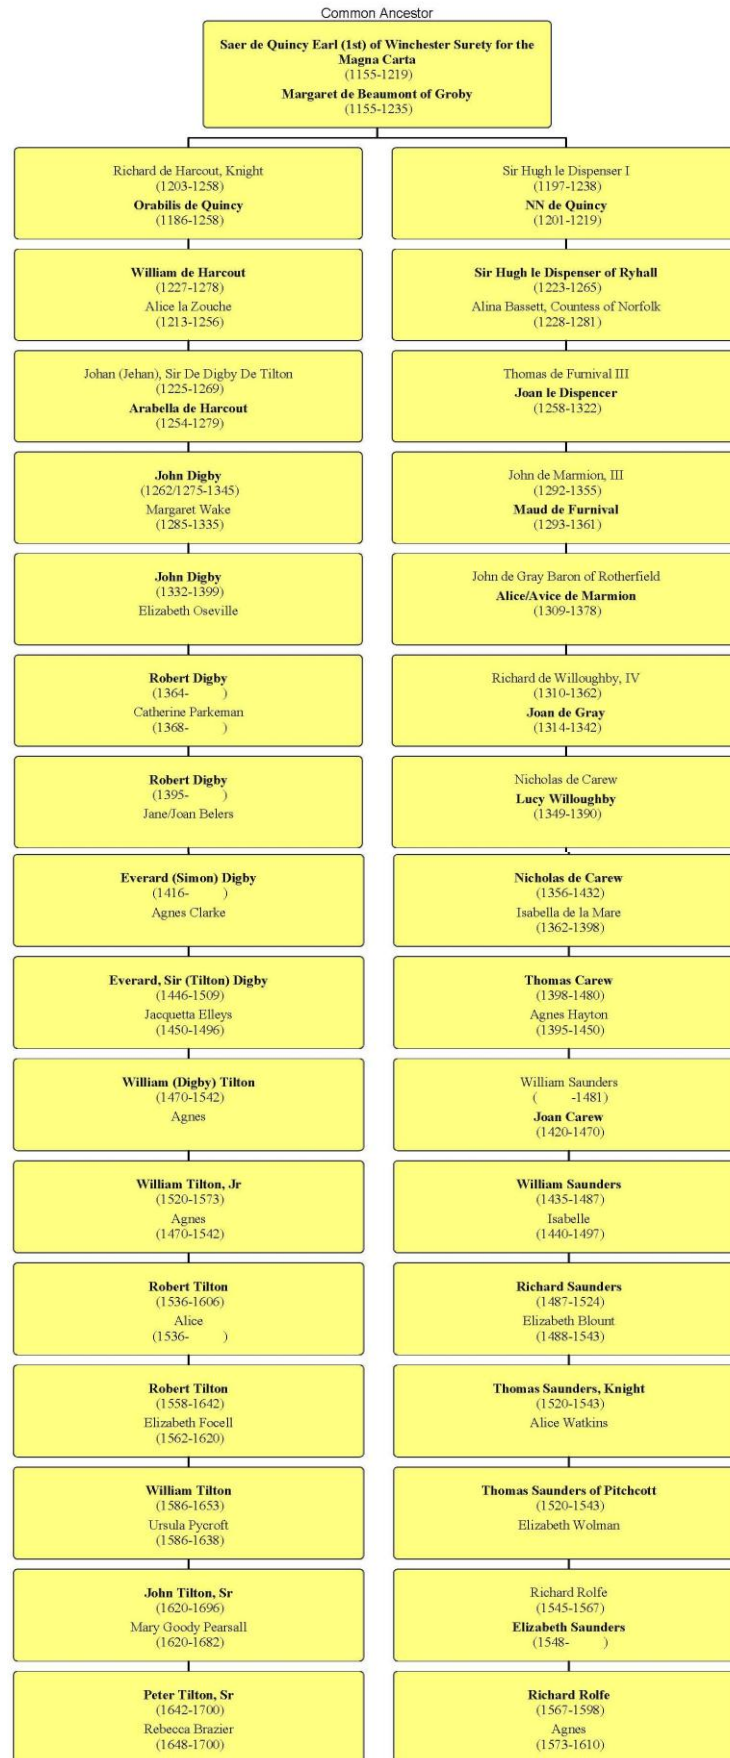 Common Ancestor
Saer de Quincy Earl (1st) of Winchester Surety for the
Magna Carta
(1155-1219)
Margaret de Beaumont of Groby
(1155-1235)
Richard de Harcout, Knight
(1203-1258)
Orabilis de Quincy
(1186-1258)
Sir Hugh le Dispenser I
(1197-1238)
NN de Quincy
(1201-1219)
William de Harcout
(1227-1278)
Alice la Zouche
(1213-1256)
Sir Hugh le Dispenser of Ryhall
(1223-1265)
Alina Bassett, Countess of Norfolk
(1228-1281)
Johan (Jehan), Sir De Digby De Tilton
(1225-1269)
Arabella de Harcout
(1254-1279)
Thomas de Furnival III
Joan le Dispencer
(1258-1322)
John Digby
(1262/1275-1345)
Margaret Wake
(1285-1335)
John de Marmion, III
(1292-1355)
Maud de Furnival
(1293-1361)
John Digby
(1332-1399)
Elizabeth Oseville
John de Gray Baron of Rotherfield
Alice/Avice de Marmion
(1309-1378)
Robert Digby
(1364- )
Catherine Parkeman
(1368- )
Richard de Willoughby, IV
(1310-1362)
Joan de Gray
(1314-1342)
Robert Digby
(1395- )
Jane/Joan Belers
Nicholas de Carew
Lucy Willoughby
(1349-1390)
Everard (Simon) Digby
(1416- )
Agnes Clarke
Nicholas de Carew
(1356-1432)
Isabella de la Mare
(1362-1398)
Everard, Sir (Tilton) Digby
(1446-1509)
Jacquetta Elleys
(1450-1496)
Thomas Carew
(1398-1480)
Agnes Hayton
(1395-1450)
William (Digby) Tilton
(1470-1542)
Agnes
William Saunders
( -1481)
Joan Carew
(1420-1470)
William Tilton, Jr
(1520-1573)
Agnes
(1470-1542)
William Saunders
(1435-1487)
Isabelle
(1440-1497)
Robert Tilton
(1536-1606)
Alice
(1536- )
Richard Saunders
(1487-1524)
Elizabeth Blount
(1488-1543)
Robert Tilton
(1558-1642)
Elizabeth Focell
(1562-1620)
Thomas Saunders, Knight
(1520-1543)
Alice Watkins
William Tilton
(1586-1653)
Ursula Pycroft
(1586-1638)
Thomas Saunders of Pitchcott
(1520-1543)
Elizabeth Wolman
John Tilton, Sr
(1620-1696)
Mary Goody Pearsall
(1620-1682)
Richard Rolfe
(1545-1567)
Elizabeth Saunders
(1548- )
Peter Tilton, Sr
(1642-1700)
Rebecca Brazier
(1648-1700)
Richard Rolfe
(1567-1598)
Agnes
(1573-1610)